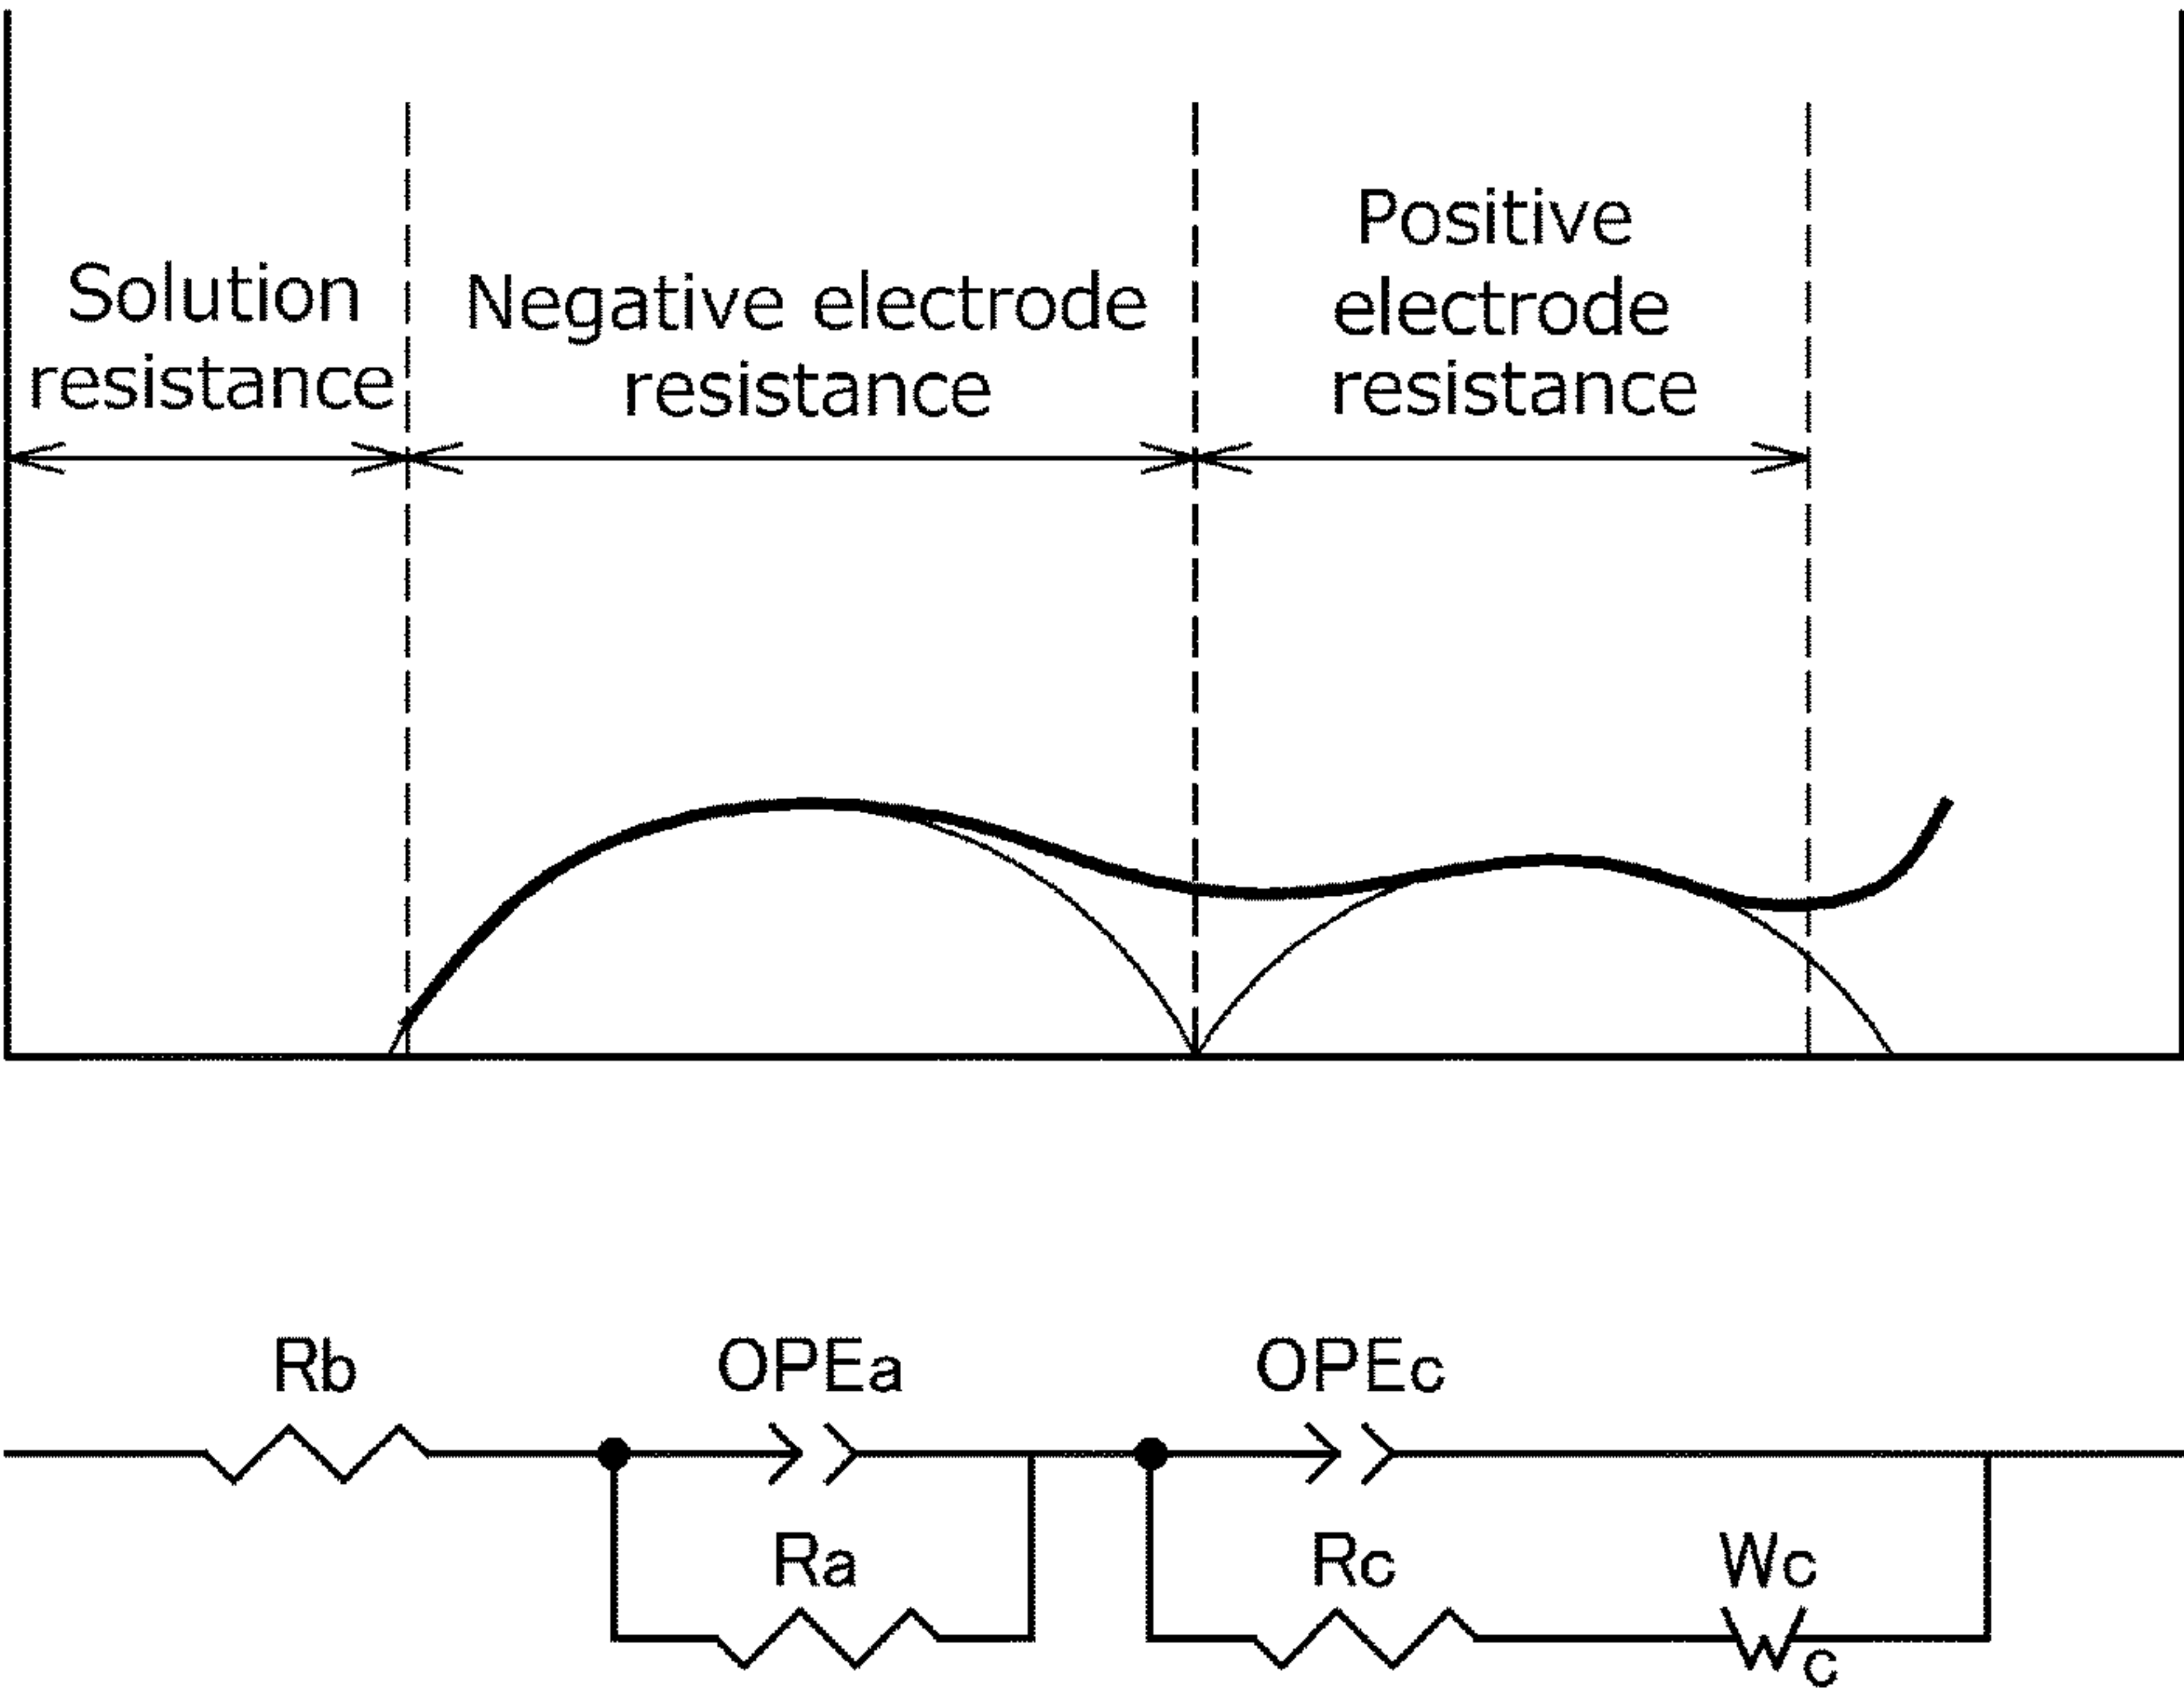 Solution
resistance
Negative electrode
resistance
Positive
electrode
resistance
Rb
OPEa
OPEc
Ra
Rc
Wc
Wc